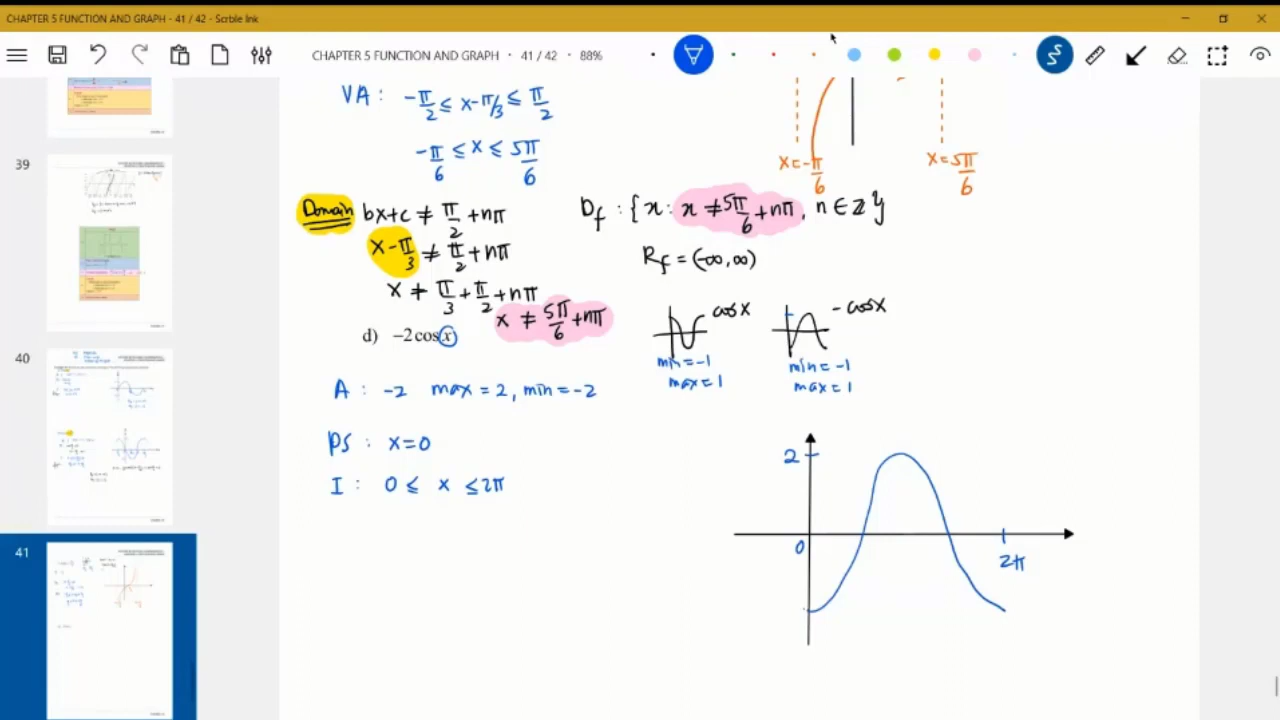 CHAPTER 5 FUNCTION AND GRAPH - 41 / 42 - Scrble Ink
CHAPTER 5 FUNCTION AND GRAPH • 41 / 42 • 88%
39
40
41
VA : -π/2 ≤ x-π/3 ≤ π/2
-π/6 ≤ x ≤ 5π/6
x=-π/6
x=5π/6
Domain bx+c ≠ π/2 + nπ
x-π/3 ≠ π/2 + nπ
x ≠ π/3 + π/2 + nπ
x ≠ 5π/6 + nπ
Df : {x : x ≠ 5π/6 + nπ, n ∈ Z}
Rf = (-∞, ∞)
d) -2 cos x
cos x
min = -1
max = 1
- cos x
min = -1
max = 1
A : -2 max = 2, min = -2
PS : x=0
I : 0 ≤ x ≤ 2π
2
0
2π